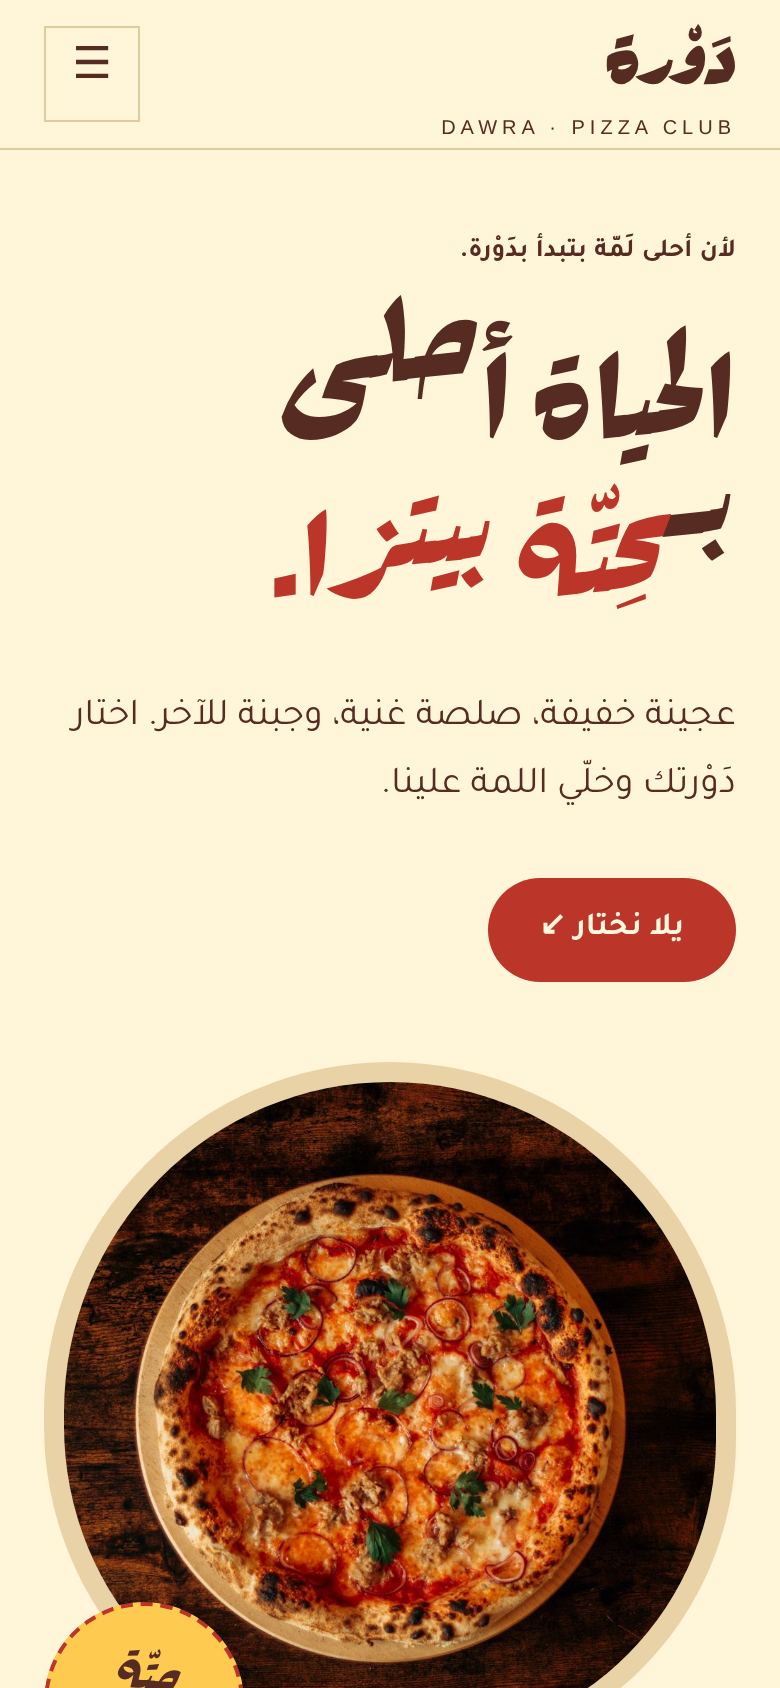 دَوْرة
DAWRA · PIZZA CLUB
لأن أحلى لَمّة بتبدأ بدَوْرة.
الحياة أحلى
بـحِتّة بيتزا.
عجينة خفيفة، صلصة غنية، وجبنة للآخر. اختار
دَوْرتك وخلّي اللمة علينا.
يلا نختار ↙
حتّة